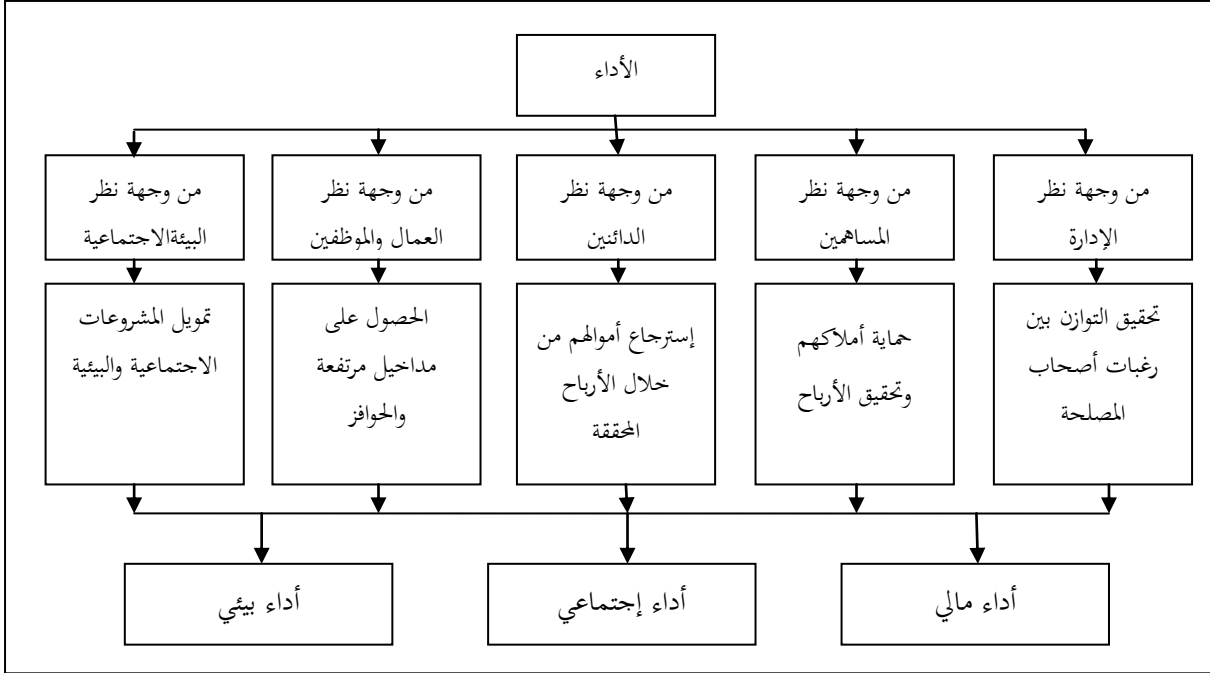 الأداء
من وجهة نظر
الإدارة
من وجهة نظر
المساهمين
من وجهة نظر
الدائنين
من وجهة نظر
العمال والموظفين
من وجهة نظر
البيئةالاجتماعية
تحقيق التوازن بين
رغبات أصحاب
المصلحة
حماية أملاكهم
وتحقيق الأرباح
إسترجاع أموالهم من
خلال الأرباح
المحققة
الحصول على
مداخيل مرتفعة
والحوافز
تمويل المشروعات
الاجتماعية والبيئية
أداء مالي
أداء إجتماعي
أداء بيئي